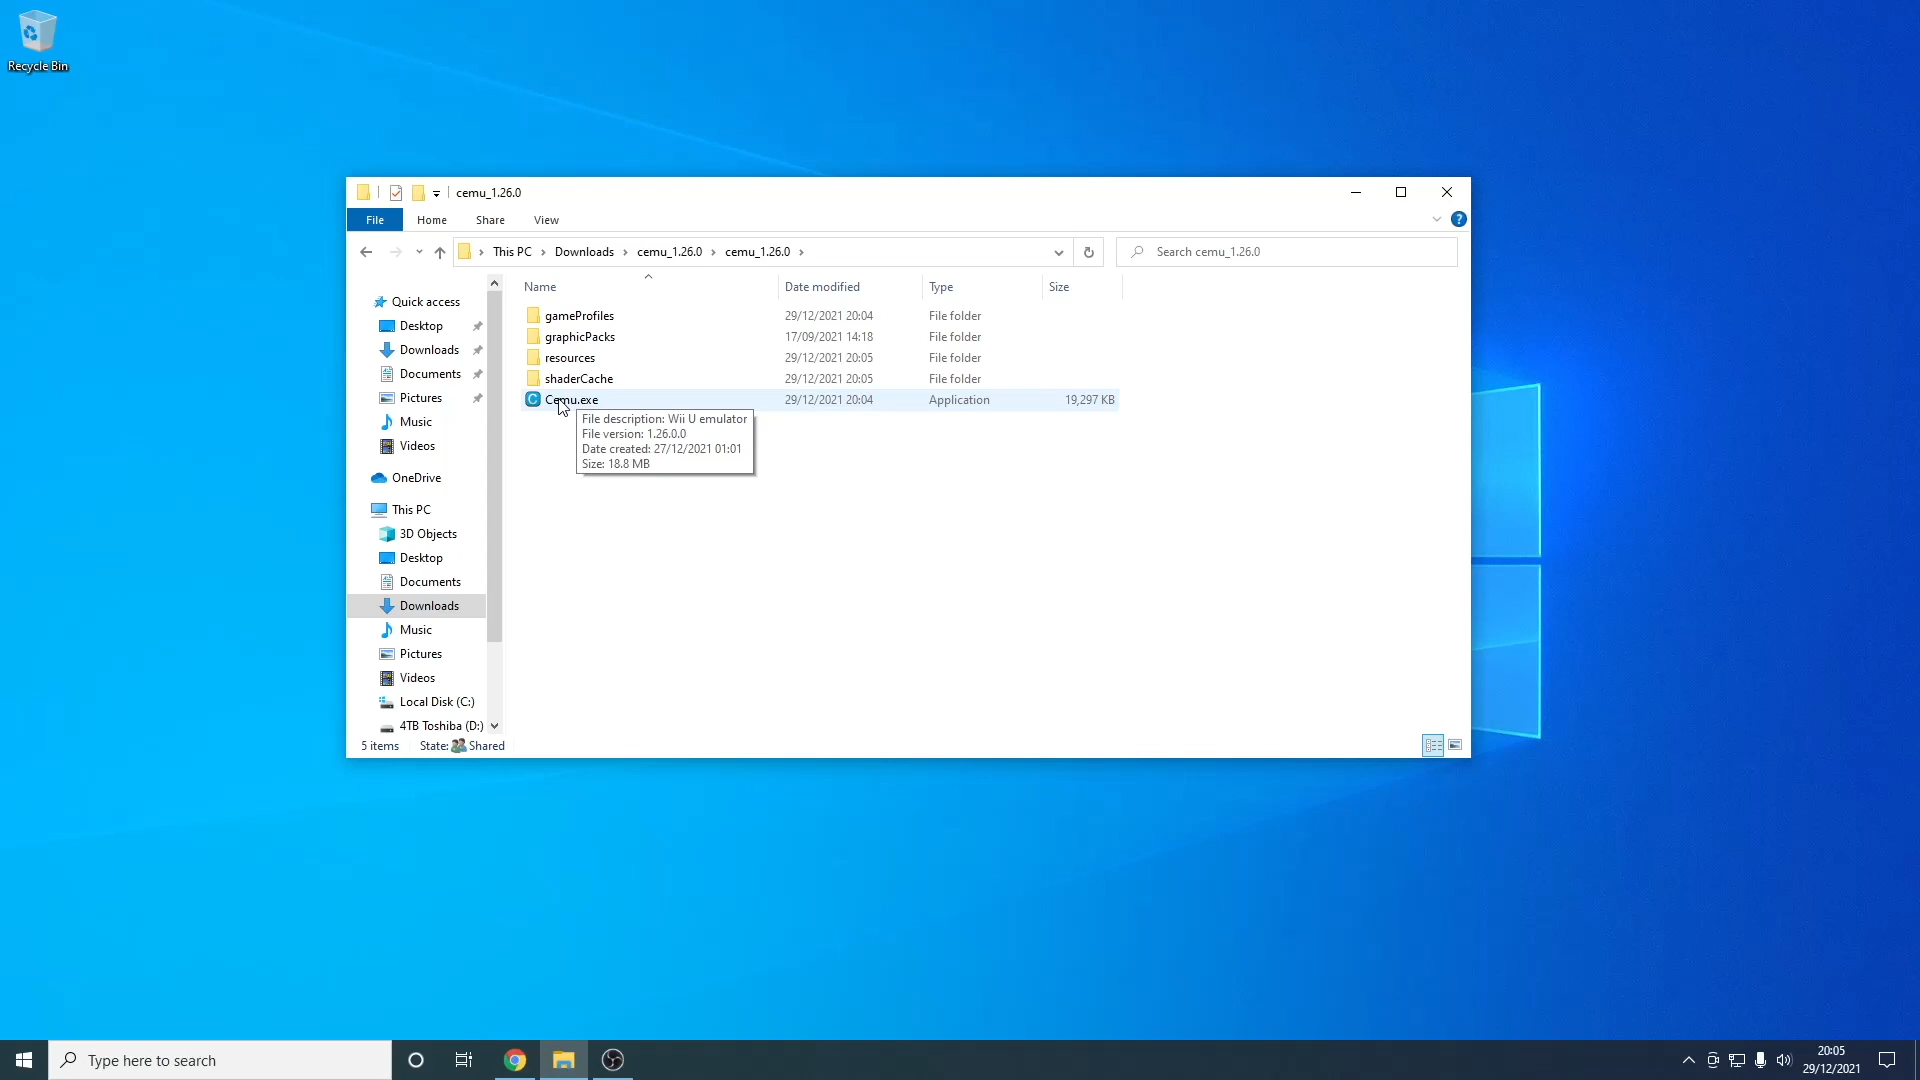 Recycle Bin
cemu_1.26.0
File Home Share View
This PC Downloads cemu_1.26.0 cemu_1.26.0
Search cemu_1.26.0
Name Date modified Type Size
Quick access
Desktop
Downloads
Documents
Pictures
Music
Videos
OneDrive
This PC
3D Objects
Desktop
Documents
Downloads
Music
Pictures
Videos
Local Disk (C:)
4TB Toshiba (D:)
gameProfiles 29/12/2021 20:04 File folder
graphicPacks 17/09/2021 14:18 File folder
resources 29/12/2021 20:05 File folder
shaderCache 29/12/2021 20:05 File folder
Cemu.exe 29/12/2021 20:04 Application 19,297 KB
File description: Wii U emulator
File version: 1.26.0.0
Date created: 27/12/2021 01:01
Size: 18.8 MB
5 items State: Shared
Type here to search
20:05
29/12/2021